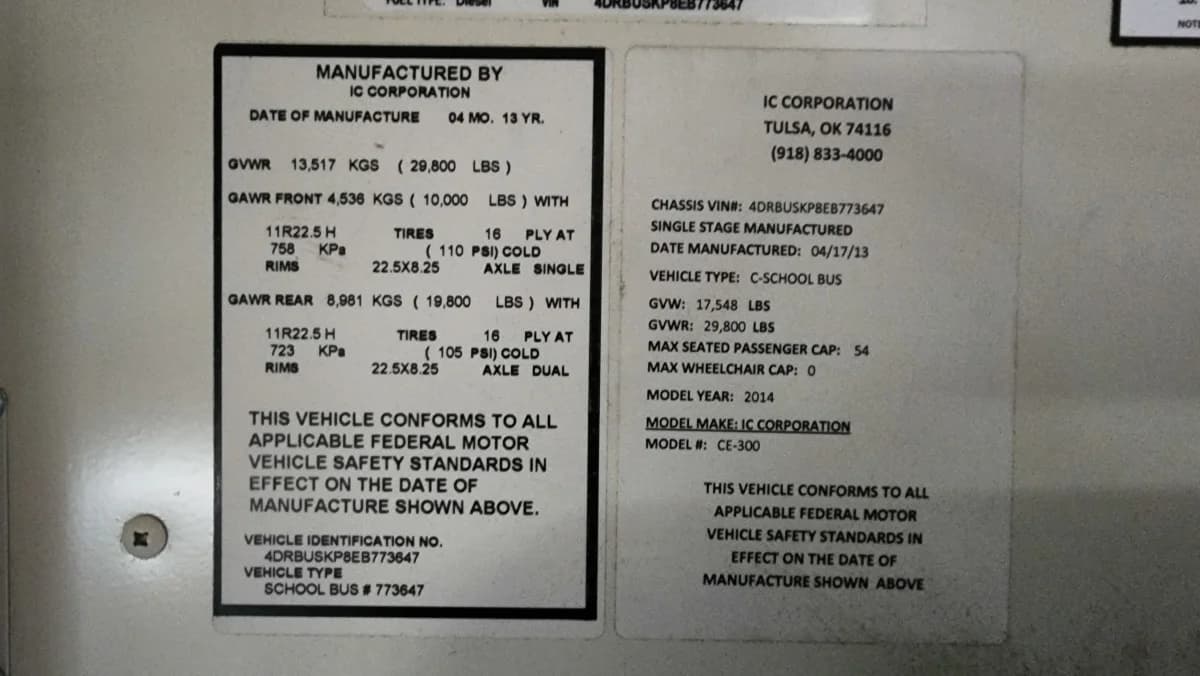 FUEL TYPE: Diesel VIN 4DRBUSKP8EB773647
NOTE
MANUFACTURED BY
IC CORPORATION
DATE OF MANUFACTURE 04 MO. 13 YR.
GVWR 13,517 KGS ( 29,800 LBS )
GAWR FRONT 4,536 KGS ( 10,000 LBS ) WITH
11R22.5 H TIRES 16 PLY AT
758 KPa ( 110 PSI) COLD
RIMS 22.5X8.25 AXLE SINGLE
GAWR REAR 8,981 KGS ( 19,800 LBS ) WITH
11R22.5 H TIRES 16 PLY AT
723 KPa ( 105 PSI) COLD
RIMS 22.5X8.25 AXLE DUAL
THIS VEHICLE CONFORMS TO ALL
APPLICABLE FEDERAL MOTOR
VEHICLE SAFETY STANDARDS IN
EFFECT ON THE DATE OF
MANUFACTURE SHOWN ABOVE.
VEHICLE IDENTIFICATION NO.
4DRBUSKP8EB773647
VEHICLE TYPE
SCHOOL BUS # 773647
IC CORPORATION
TULSA, OK 74116
(918) 833-4000
CHASSIS VIN#: 4DRBUSKP8EB773647
SINGLE STAGE MANUFACTURED
DATE MANUFACTURED: 04/17/13
VEHICLE TYPE: C-SCHOOL BUS
GVW: 17,548 LBS
GVWR: 29,800 LBS
MAX SEATED PASSENGER CAP: 54
MAX WHEELCHAIR CAP: 0
MODEL YEAR: 2014
MODEL MAKE: IC CORPORATION
MODEL #: CE-300
THIS VEHICLE CONFORMS TO ALL
APPLICABLE FEDERAL MOTOR
VEHICLE SAFETY STANDARDS IN
EFFECT ON THE DATE OF
MANUFACTURE SHOWN ABOVE